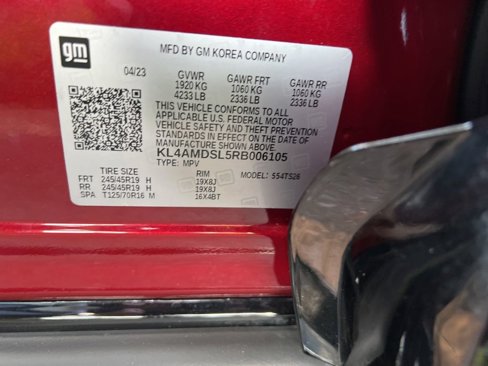 gm
MFD BY GM KOREA COMPANY
04/23 GVWR GAWR FRT GAWR RR
1920 KG 1060 KG 1060 KG
4233 LB 2336 LB 2336 LB
THIS VEHICLE CONFORMS TO ALL
APPLICABLE U.S. FEDERAL MOTOR
VEHICLE SAFETY AND BUMPER
STANDARDS IN EFFECT ON THE DATE OF
MANUFACTURE SHOWN ABOVE.
KL4AMDSL5RB006105
TYPE: MPV MODEL: 554TS26
TIRE SIZE RIM
FRT 245/45R19 H 19X8J
RR 245/45R19 H 19X8J
SPA T125/70R16 M 16X4BT